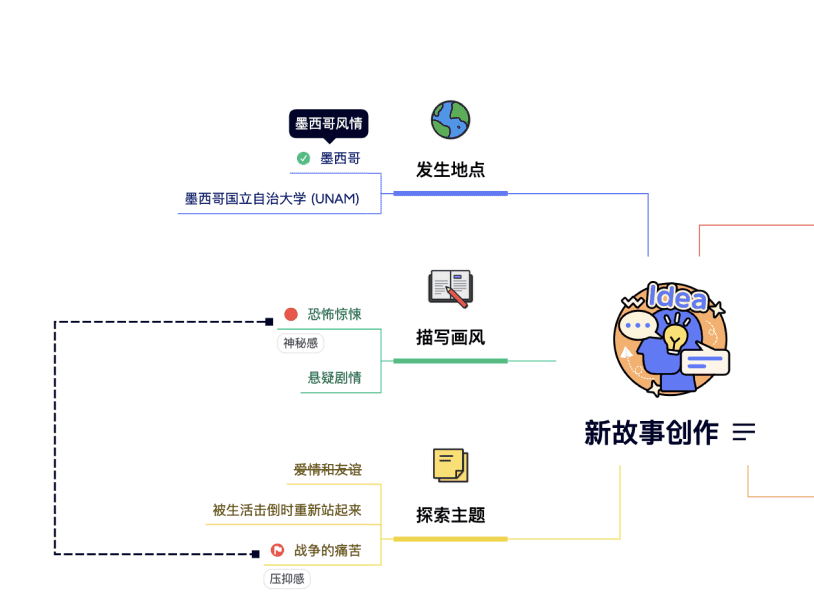 墨西哥风情
墨西哥
墨西哥国立自治大学 (UNAM)
发生地点
恐怖惊悚
神秘感
悬疑剧情
描写画风
Idea
新故事创作
爱情和友谊
被生活击倒时重新站起来
战争的痛苦
压抑感
探索主题